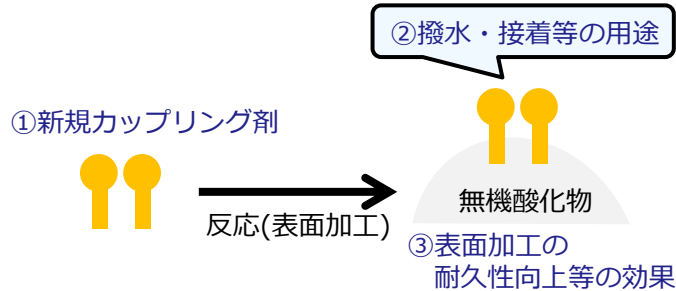 ②撥水・接着等の用途
①新規カップリング剤
反応(表面加工)
無機酸化物
③表面加工の
耐久性向上等の効果